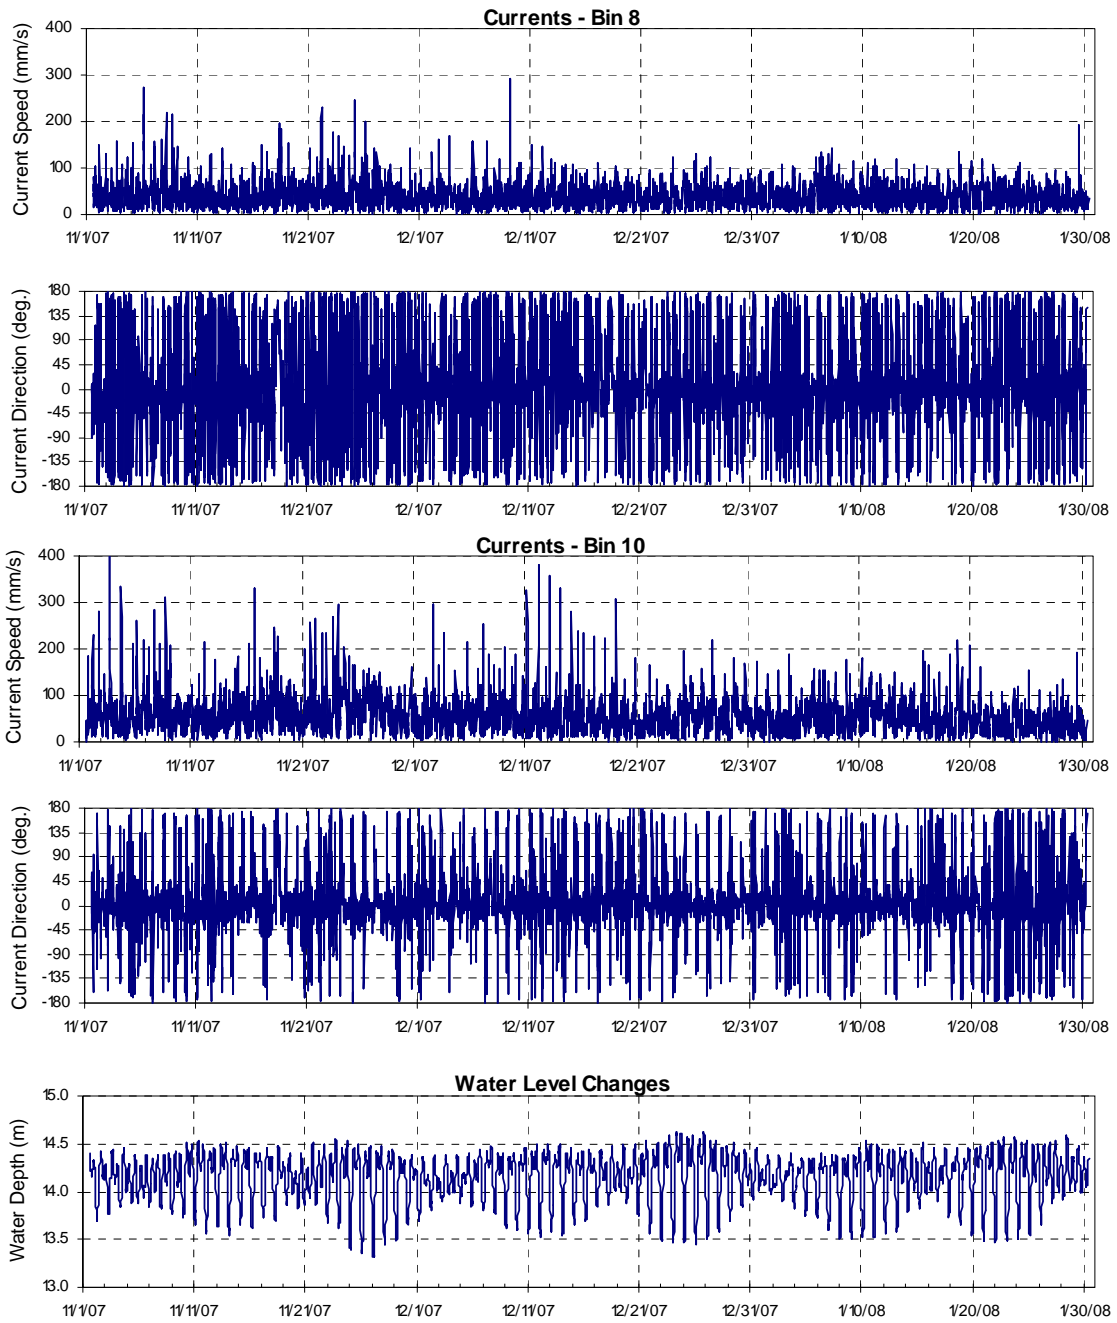 Currents - Bin 8
Current Speed (mm/s)
400
300
200
100
0
11/1/07 11/11/07 11/21/07 12/1/07 12/11/07 12/21/07 12/31/07 1/10/08 1/20/08 1/30/08
Current Direction (deg.)
180
135
90
45
0
-45
-90
-135
-180
11/1/07 11/11/07 11/21/07 12/1/07 12/11/07 12/21/07 12/31/07 1/10/08 1/20/08 1/30/08
Currents - Bin 10
Current Speed (mm/s)
400
300
200
100
0
11/1/07 11/11/07 11/21/07 12/1/07 12/11/07 12/21/07 12/31/07 1/10/08 1/20/08 1/30/08
Current Direction (deg.)
180
135
90
45
0
-45
-90
-135
-180
11/1/07 11/11/07 11/21/07 12/1/07 12/11/07 12/21/07 12/31/07 1/10/08 1/20/08 1/30/08
Water Level Changes
Water Depth (m)
15.0
14.5
14.0
13.5
13.0
11/1/07 11/11/07 11/21/07 12/1/07 12/11/07 12/21/07 12/31/07 1/10/08 1/20/08 1/30/08